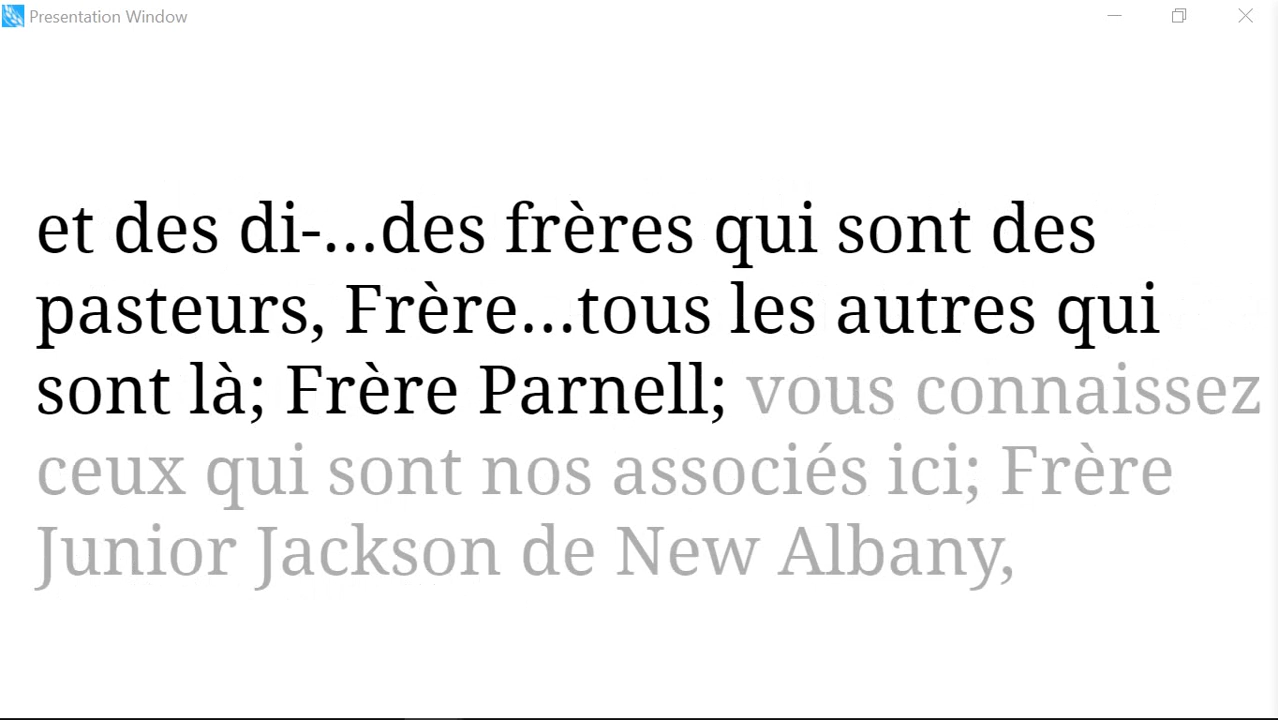 Presentation Window
et des di-...des frères qui sont des
pasteurs, Frère...tous les autres qui
sont là; Frère Parnell; vous connaissez
ceux qui sont nos associés ici; Frère
Junior Jackson de New Albany,